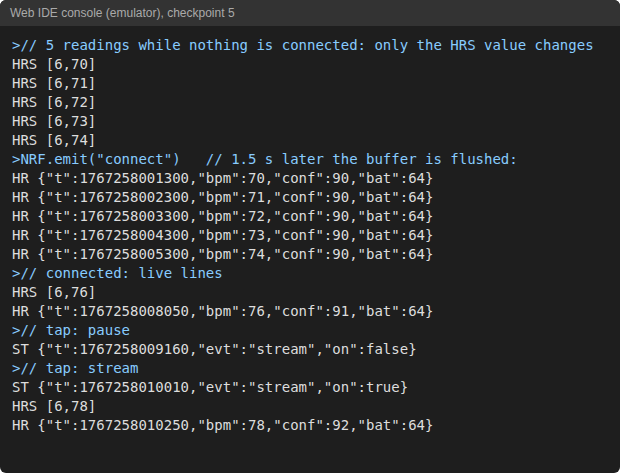 Web IDE console (emulator), checkpoint 5
>// 5 readings while nothing is connected: only the HRS value changes
HRS [6,70]
HRS [6,71]
HRS [6,72]
HRS [6,73]
HRS [6,74]
>NRF.emit("connect")   // 1.5 s later the buffer is flushed:
HR {"t":1767258001300,"bpm":70,"conf":90,"bat":64}
HR {"t":1767258002300,"bpm":71,"conf":90,"bat":64}
HR {"t":1767258003300,"bpm":72,"conf":90,"bat":64}
HR {"t":1767258004300,"bpm":73,"conf":90,"bat":64}
HR {"t":1767258005300,"bpm":74,"conf":90,"bat":64}
>// connected: live lines
HRS [6,76]
HR {"t":1767258008050,"bpm":76,"conf":91,"bat":64}
>// tap: pause
ST {"t":1767258009160,"evt":"stream","on":false}
>// tap: stream
ST {"t":1767258010010,"evt":"stream","on":true}
HRS [6,78]
HR {"t":1767258010250,"bpm":78,"conf":92,"bat":64}